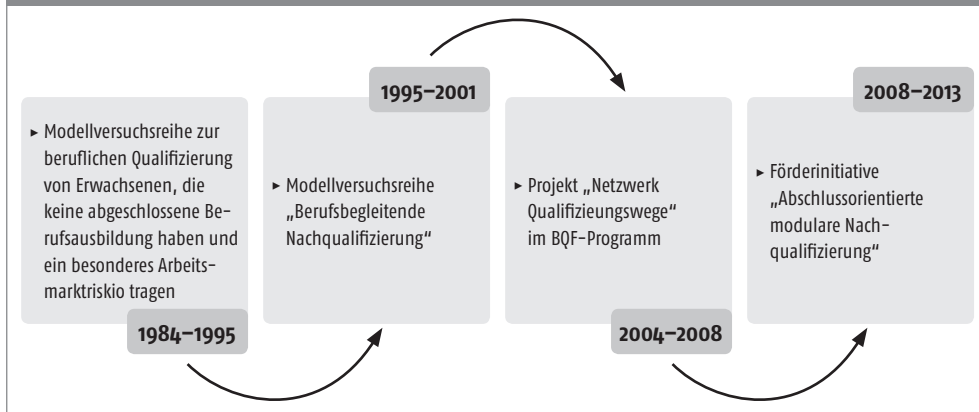 ► Modellversuchsreihe zur
beruflichen Qualifizierung
von Erwachsenen, die
keine abgeschlossene Be-
rufsausbildung haben und
ein besonderes Arbeits-
marktriskio tragen
1984–1995
1995–2001
► Modellversuchsreihe
„Berufsbegleitende
Nachqualifizierung“
► Projekt „Netzwerk
Qualifizieungswege“
im BQF-Programm
2004–2008
2008–2013
► Förderinitiative
„Abschlussorientierte
modulare Nach-
qualifizierung“